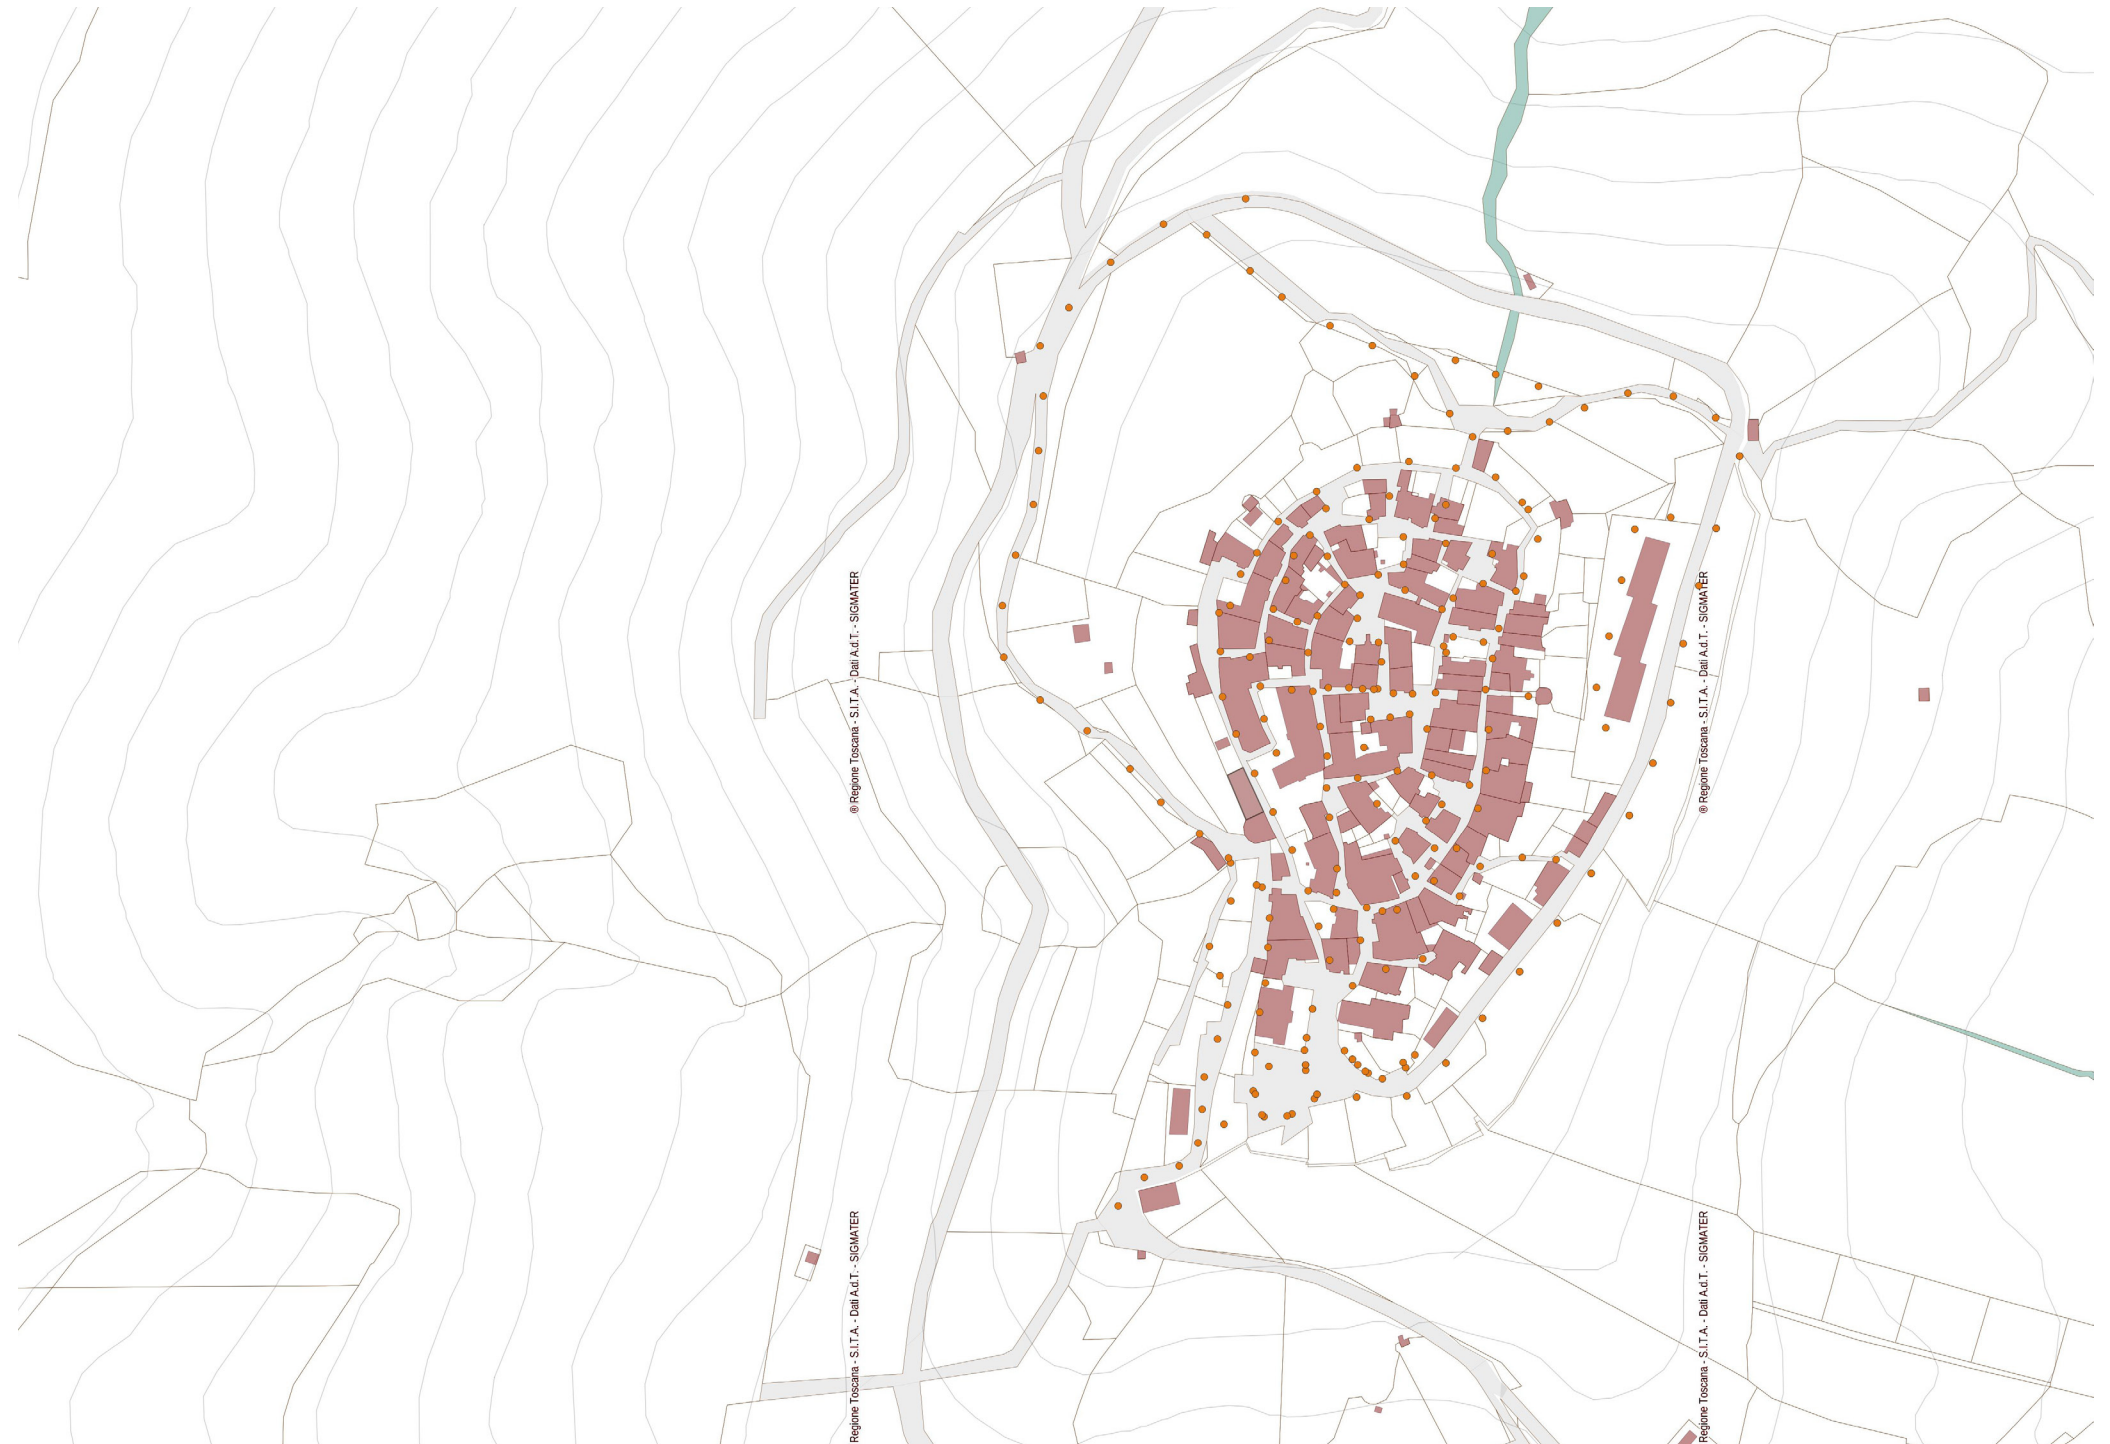 ® Regione Toscana - S.I.T.A. - Dati A.d.T. - SIGMATER
® Regione Toscana - S.I.T.A. - Dati A.d.T. - SIGMATER
Regione Toscana - S.I.T.A. - Dati A.d.T. - SIGMATER
Regione Toscana - S.I.T.A. - Dati A.d.T. - SIGMATER